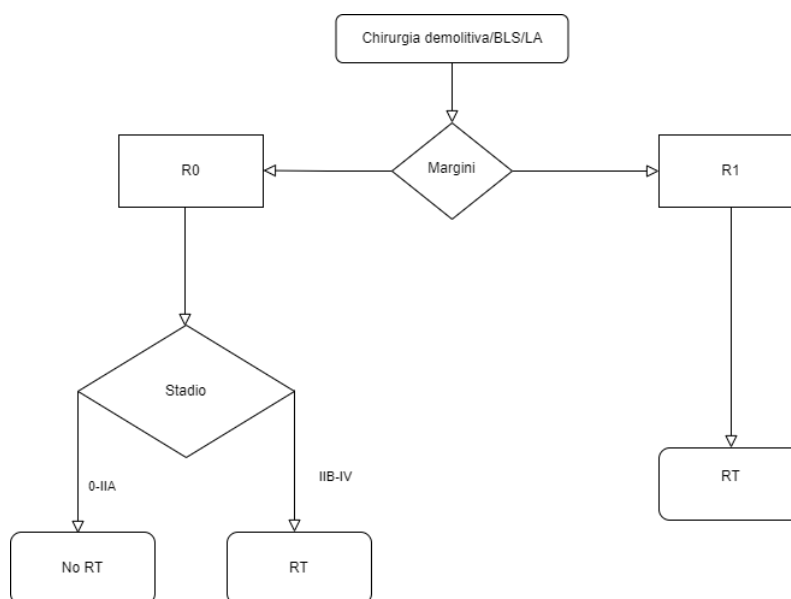 Chirurgia demolitiva/BLS/LA
Margini
R0
R1
Stadio
0-IIA
IIB-IV
RT
No RT
RT